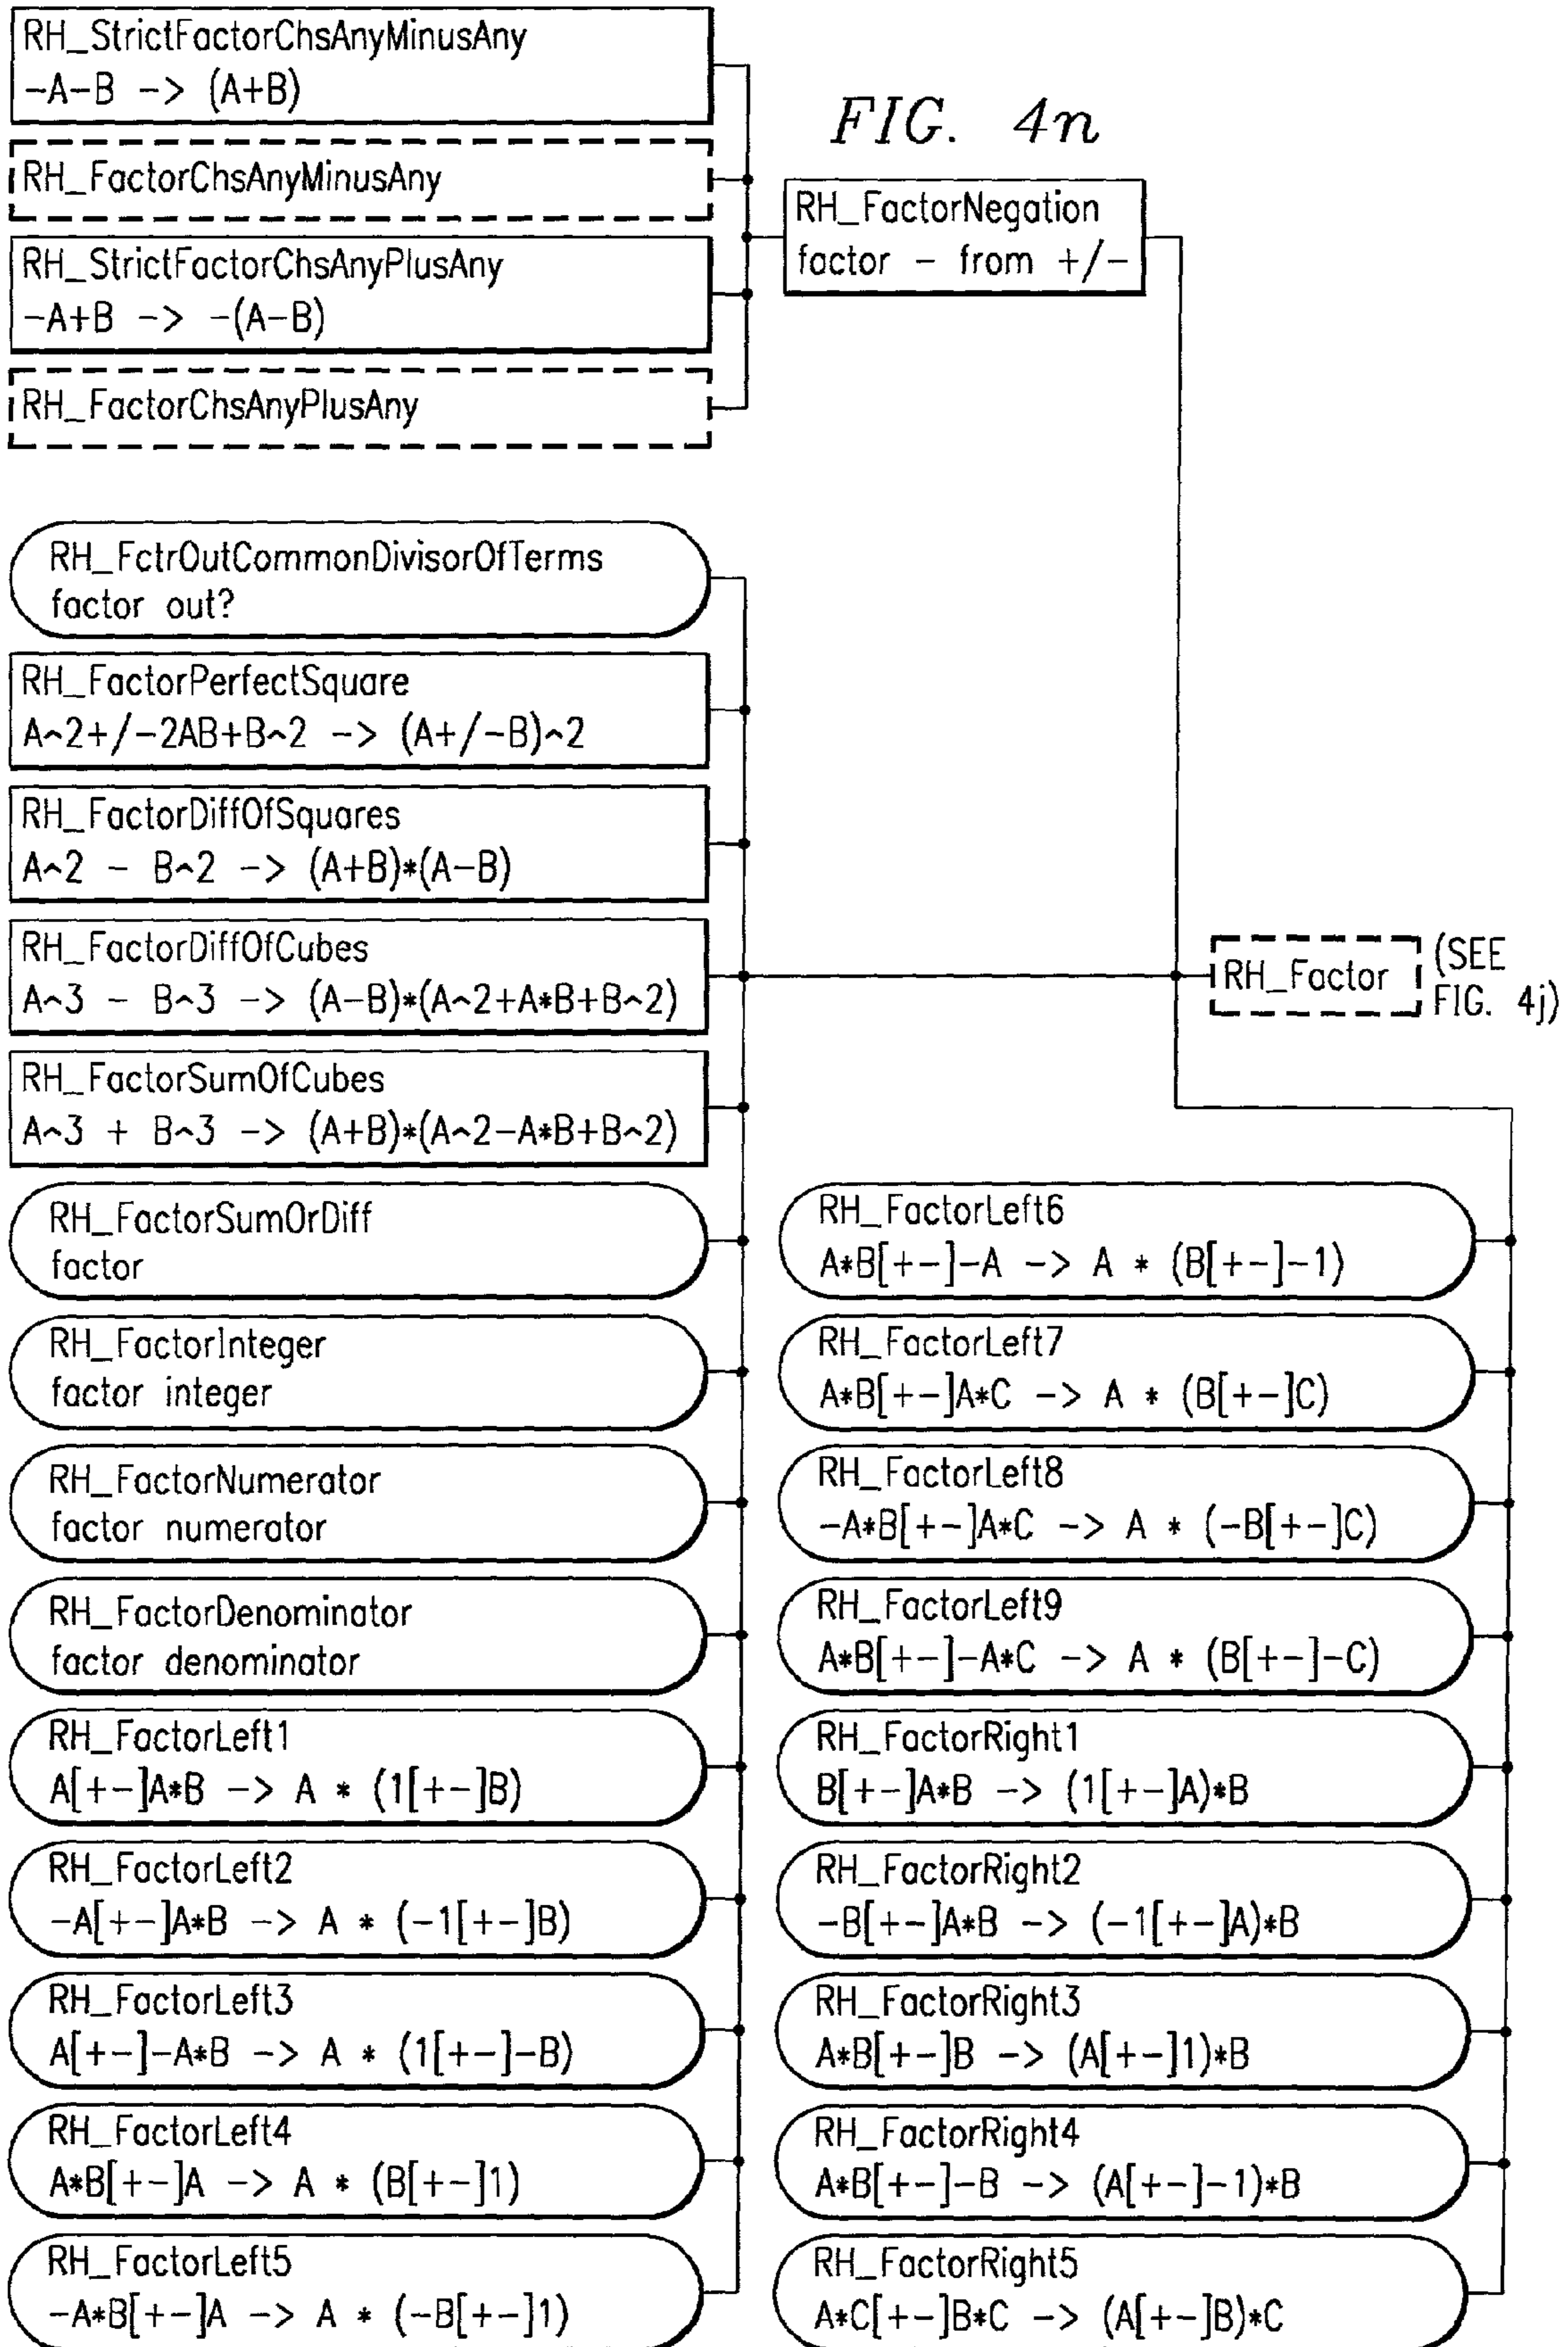 RH_StrictFactorChsAnyMinusAny
-A-B -> (A+B)
FIG. 4n
RH_FactorChsAnyMinusAny
RH_FactorNegation
factor - from +/-
RH_StrictFactorChsAnyPlusAny
-A+B -> -(A-B)
RH_FactorChsAnyPlusAny
RH_FctrOutCommonDivisorOfTerms
factor out?
RH_FactorPerfectSquare
A^2+/-2AB+B^2 -> (A+/-B)^2
RH_FactorDiffOfSquares
A^2 - B^2 -> (A+B)*(A-B)
RH_FactorDiffOfCubes
A^3 - B^3 -> (A-B)*(A^2+A*B+B^2)
RH_Factor
(SEE
FIG. 4j)
RH_FactorSumOfCubes
A^3 + B^3 -> (A+B)*(A^2-A*B+B^2)
RH_FactorSumOrDiff
factor
RH_FactorInteger
factor integer
RH_FactorNumerator
factor numerator
RH_FactorDenominator
factor denominator
RH_FactorLeft1
A[+-]A*B -> A * (1[+-]B)
RH_FactorLeft2
-A[+-]A*B -> A * (-1[+-]B)
RH_FactorLeft3
A[+-]-A*B -> A * (1[+-]-B)
RH_FactorLeft4
A*B[+-]A -> A * (B[+-]1)
RH_FactorLeft5
-A*B[+-]A -> A * (-B[+-]1)
RH_FactorLeft6
A*B[+-]-A -> A * (B[+-]-1)
RH_FactorLeft7
A*B[+-]A*C -> A * (B[+-]C)
RH_FactorLeft8
-A*B[+-]A*C -> A * (-B[+-]C)
RH_FactorLeft9
A*B[+-]-A*C -> A * (B[+-]-C)
RH_FactorRight1
B[+-]A*B -> (1[+-]A)*B
RH_FactorRight2
-B[+-]A*B -> (-1[+-]A)*B
RH_FactorRight3
A*B[+-]B -> (A[+-]1)*B
RH_FactorRight4
A*B[+-]-B -> (A[+-]-1)*B
RH_FactorRight5
A*C[+-]B*C -> (A[+-]B)*C